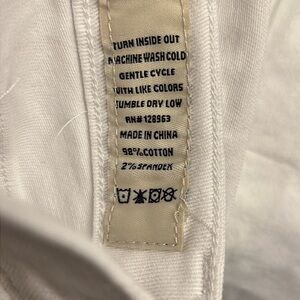 TURN INSIDE OUT
MACHINE WASH COLD
GENTLE CYCLE
WITH LIKE COLORS
TUMBLE DRY LOW
RN#128963
MADE IN CHINA
98% COTTON
2% SPANDEX